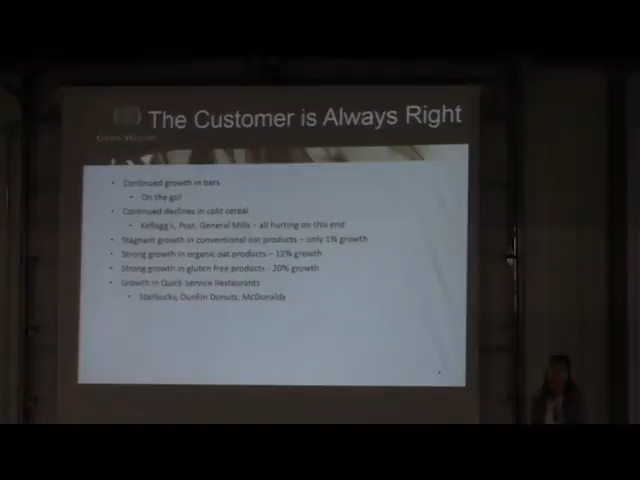 The Customer is Always Right
• Continued growth in bars
• On the go!
• Continued declines in cold cereal
• Kellogg's, Post, General Mills – all hurting on this end
• Stagnant growth in conventional oat products – only 1% growth
• Strong growth in organic oat products – 12% growth
• Strong growth in gluten free products - 20% growth
• Growth in Quick Service Restaurants
• Starbucks, Dunkin Donuts, McDonalds